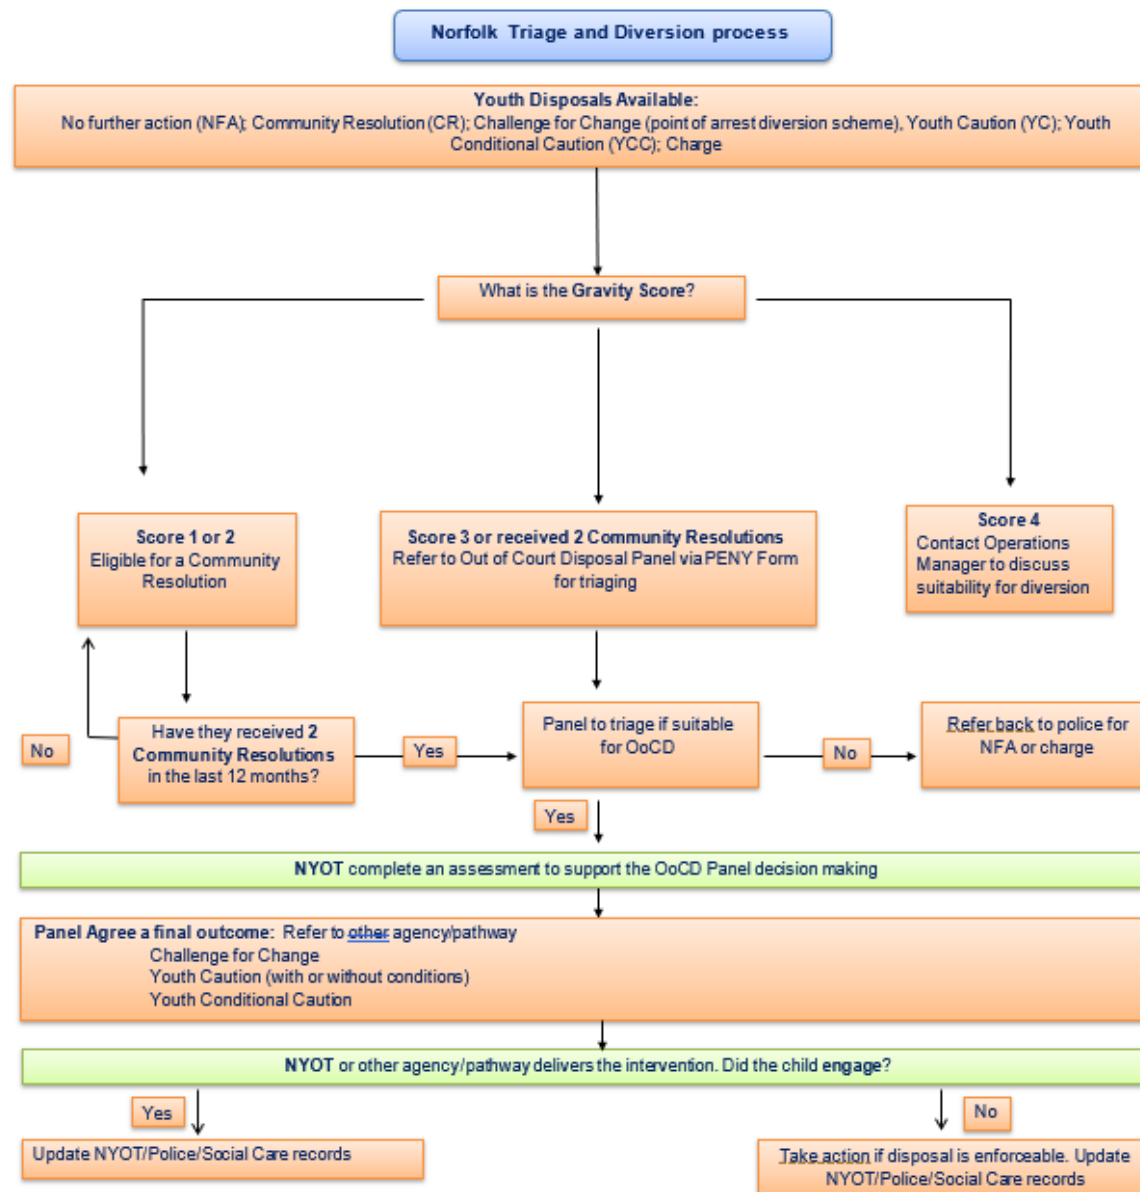 Norfolk Triage and Diversion process
Youth Disposals Available:
No further action (NFA); Community Resolution (CR); Challenge for Change (point of arrest diversion scheme), Youth Caution (YC); Youth
Conditional Caution (YCC); Charge
What is the Gravity Score?
Score 1 or 2
Eligible for a Community
Resolution
Score 3 or received 2 Community Resolutions
Refer to Out of Court Disposal Panel via PENY Form
for triaging
Score 4
Contact Operations
Manager to discuss
suitability for diversion
No
Have they received 2
Community Resolutions
in the last 12 months?
Yes
Panel to triage if suitable
for OoCD
No
Refer back to police for
NFA or charge
Yes
NYOT complete an assessment to support the OoCD Panel decision making
Panel Agree a final outcome: Refer to other agency/pathway
Challenge for Change
Youth Caution (with or without conditions)
Youth Conditional Caution
NYOT or other agency/pathway delivers the intervention. Did the child engage?
Yes
No
Update NYOT/Police/Social Care records
Take action if disposal is enforceable. Update
NYOT/Police/Social Care records